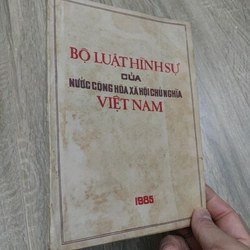 BỘ LUẬT HÌNH SỰ
CỦA
NƯỚC CỘNG HÒA XÃ HỘI CHỦ NGHĨA
VIỆT NAM
1985